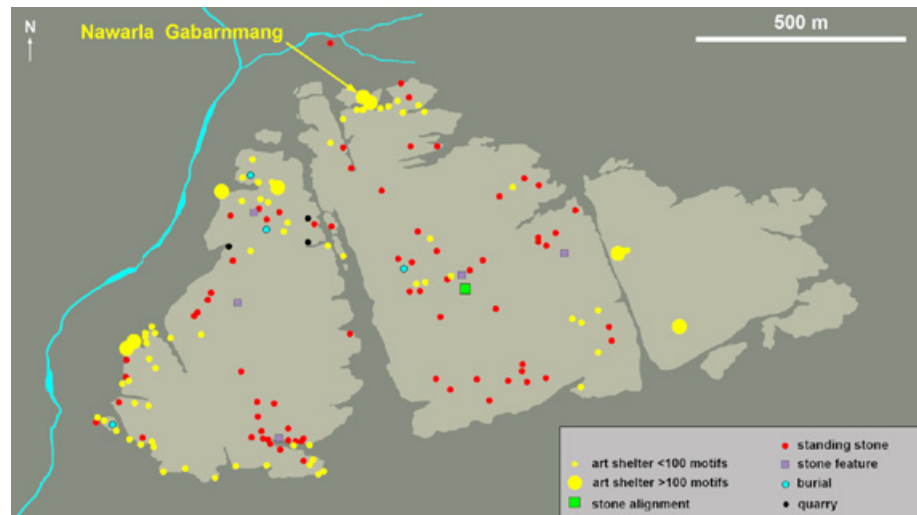 N
500 m
Nawarla Gabarnmang
art shelter <100 motifs
art shelter >100 motifs
stone alignment
standing stone
stone feature
burial
quarry